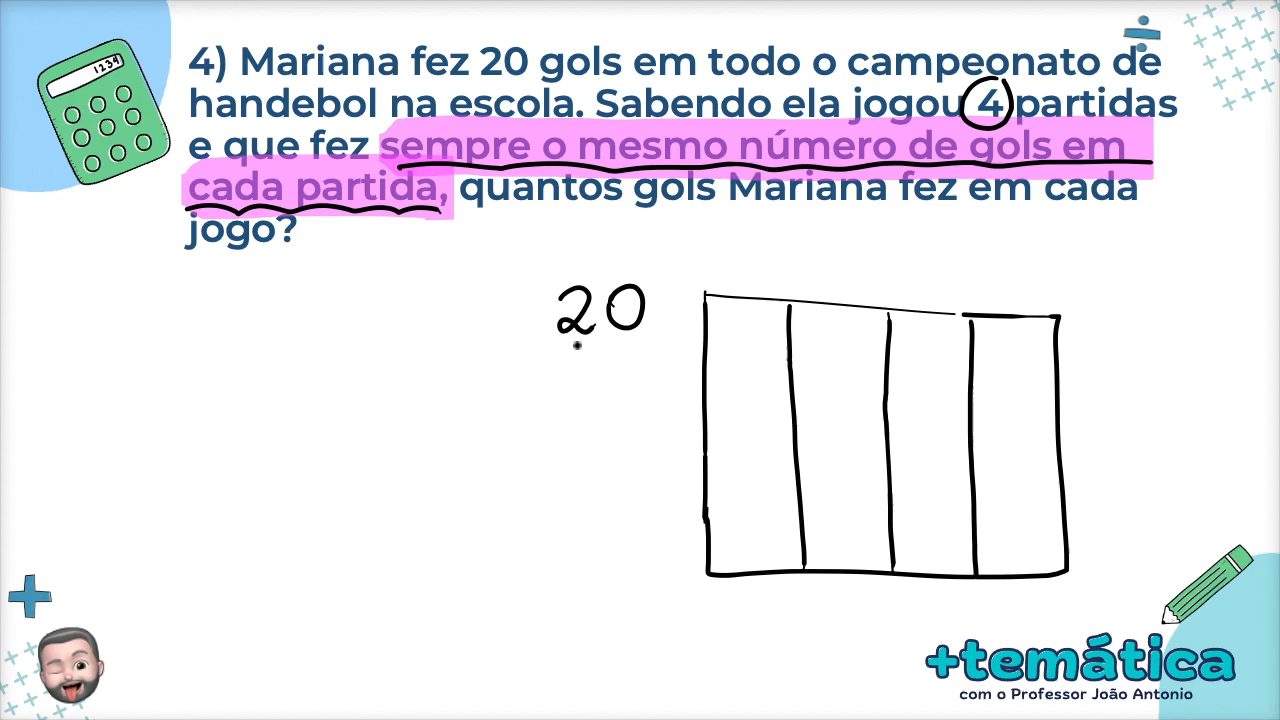 1234
4) Mariana fez 20 gols em todo o campeonato de
handebol na escola. Sabendo ela jogou 4 partidas
e que fez sempre o mesmo número de gols em
cada partida, quantos gols Mariana fez em cada
jogo?
20
+temática
com o Professor João Antonio